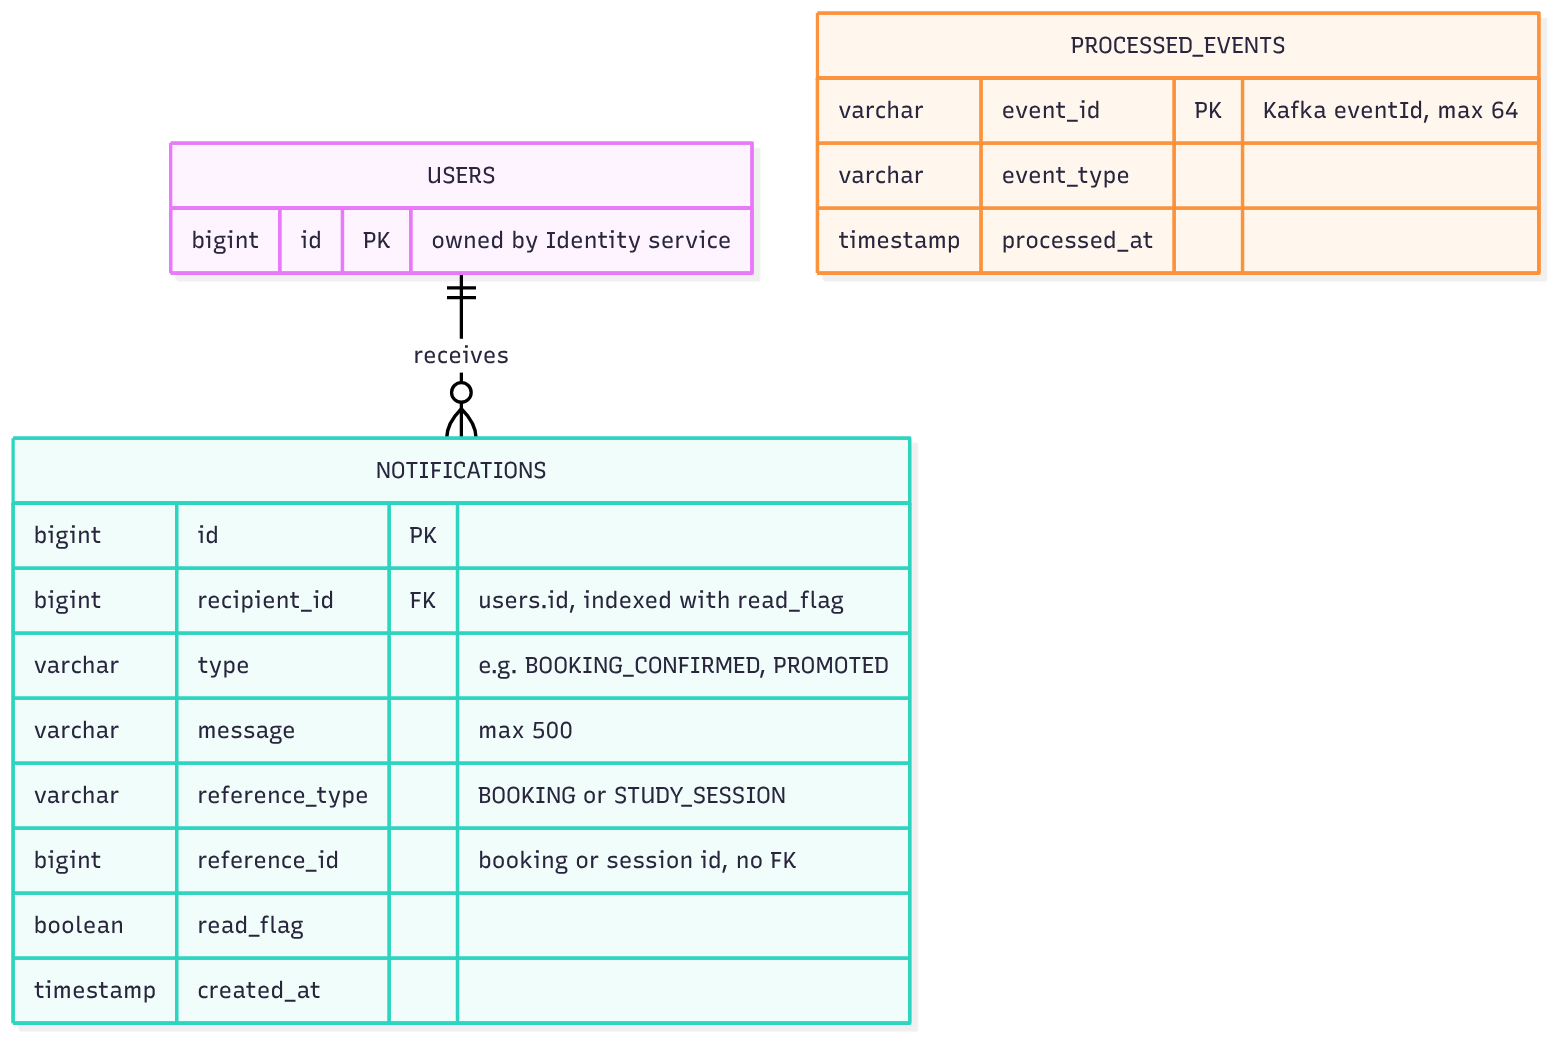 PROCESSED_EVENTS
varchar event_id PK Kafka eventId, max 64
varchar event_type
timestamp processed_at
USERS
bigint id PK owned by Identity service
receives
NOTIFICATIONS
bigint id PK
bigint recipient_id FK users.id, indexed with read_flag
varchar type e.g. BOOKING_CONFIRMED, PROMOTED
varchar message max 500
varchar reference_type BOOKING or STUDY_SESSION
bigint reference_id booking or session id, no FK
boolean read_flag
timestamp created_at